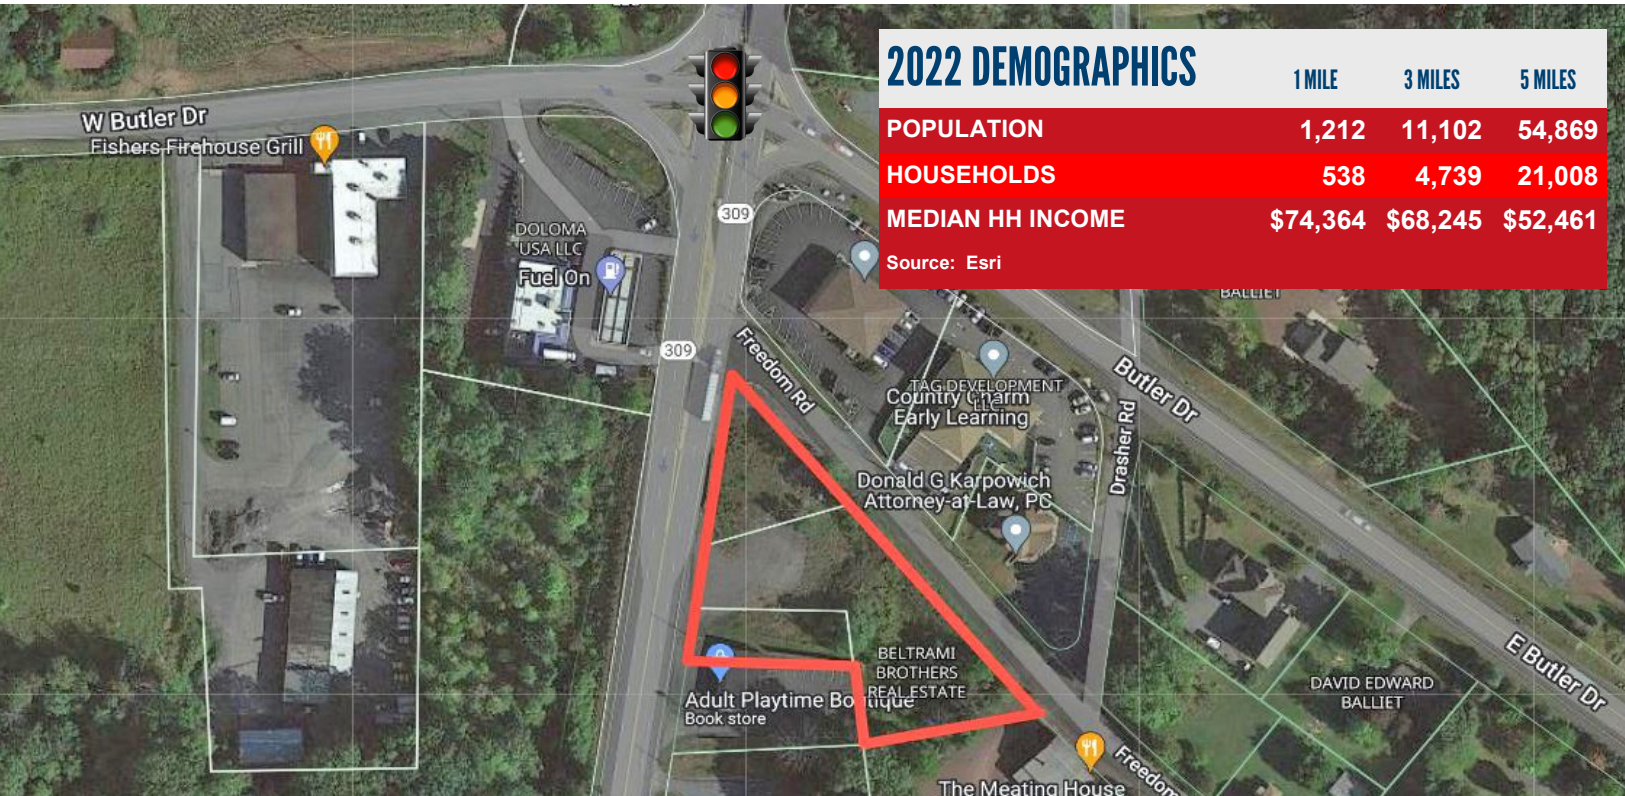 2022 DEMOGRAPHICS 1 MILE 3 MILES 5 MILES
POPULATION 1,212 11,102 54,869
HOUSEHOLDS 538 4,739 21,008
MEDIAN HH INCOME $74,364 $68,245 $52,461
Source: Esri
W Butler Dr
Fishers Firehouse Grill
309
DOLOMA
USA LLC
Fuel On
309
Freedom Rd
BALLIET
TAG DEVELOPMENT
LLC
Country Charm
Early Learning
Butler Dr
Drasher Rd
Donald G Karpowich
Attorney-at-Law, PC
BELTRAMI
BROTHERS
REAL ESTATE
Adult Playtime Boutique
Book store
DAVID EDWARD
BALLIET
E Butler Dr
The Meating House
Freedom